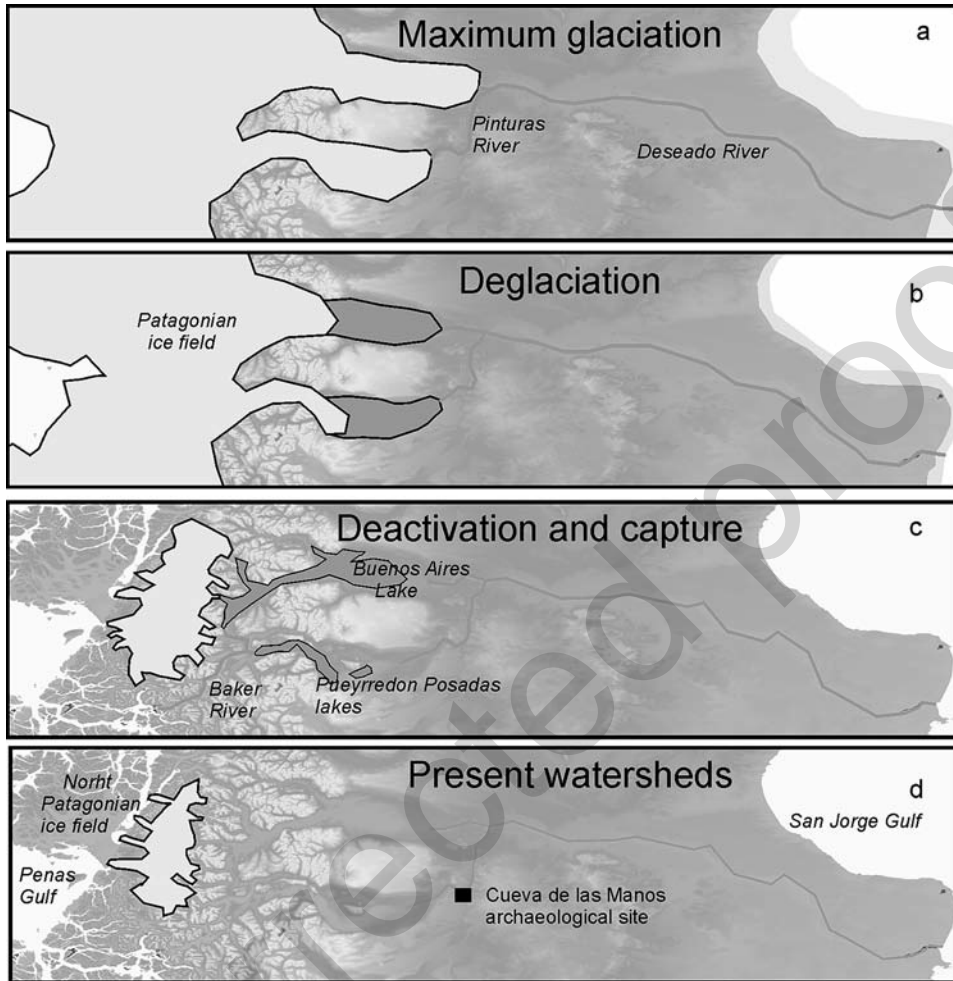 Maximum glaciation
a
Pinturas
River
Deseado River
Deglaciation
b
Patagonian
ice field
Deactivation and capture
c
Buenos Aires
Lake
Baker
River
Pueyrredon Posadas
lakes
Present watersheds
d
Norht
Patagonian
ice field
San Jorge Gulf
Penas
Gulf
Cueva de las Manos
archaeological site
ected proo